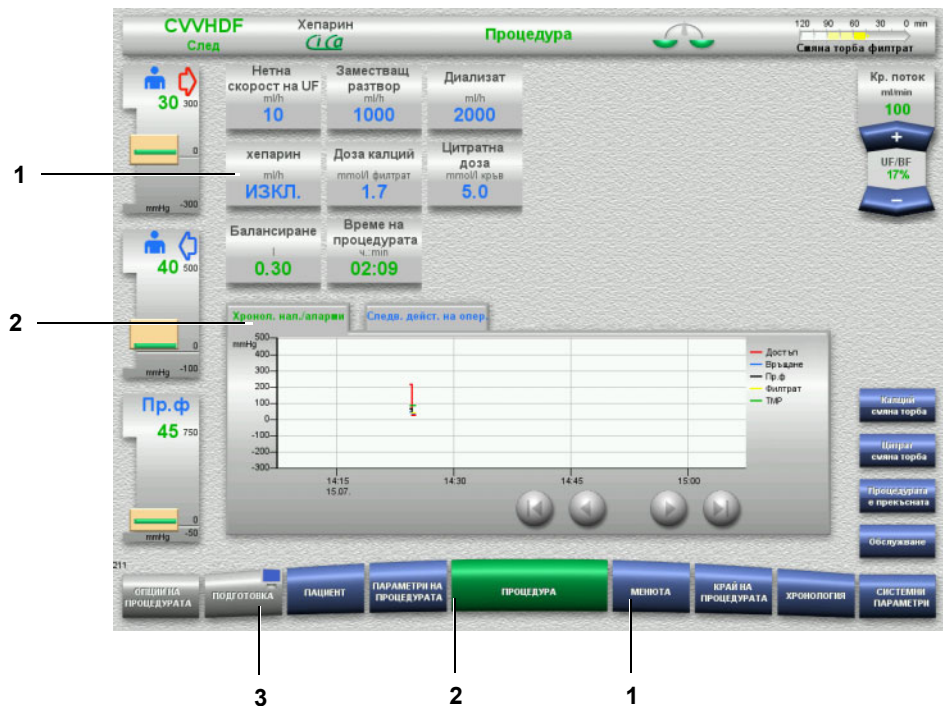 CVVHDF
След
Хепарин
CiCa
Процедура
120 90 60 30 0 min
Смяна торба филтрат
30 300
0
mmHg -300
40 500
0
mmHg -100
Пр.ф
45 750
0
mmHg -50
Нетна
скорост на UF
ml/h
10
Заместващ
разтвор
ml/h
1000
Диализат
ml/h
2000
хепарин
ml/h
ИЗКЛ.
Доза калций
mmol/l филтрат
1.7
Цитратна
доза
mmol/l кръв
5.0
Балансиране
l
0.30
Време на
процедурата
ч.:min
02:09
Кр. поток
ml/min
100
+
UF/BF
17%
−
Хронол. нал./аларми
Следв. дейст. на опер.
mmHg
500
400
300
200
100
0
-100
-200
-300
14:15
15.07.
14:30
14:45
15:00
Достъп
Връщане
Пр.ф
Филтрат
TMP
Калций
смяна торба
Цитрат
смяна торба
Процедурата
е прекъсната
Обслужване
211
ОПЦИИ НА
ПРОЦЕДУРАТА
ПОДГОТОВКА
ПАЦИЕНТ
ПАРАМЕТРИ НА
ПРОЦЕДУРАТА
ПРОЦЕДУРА
МЕНЮТА
КРАЙ НА
ПРОЦЕДУРАТА
ХРОНОЛОГИЯ
СИСТЕМНИ
ПАРАМЕТРИ
1
2
3
2
1